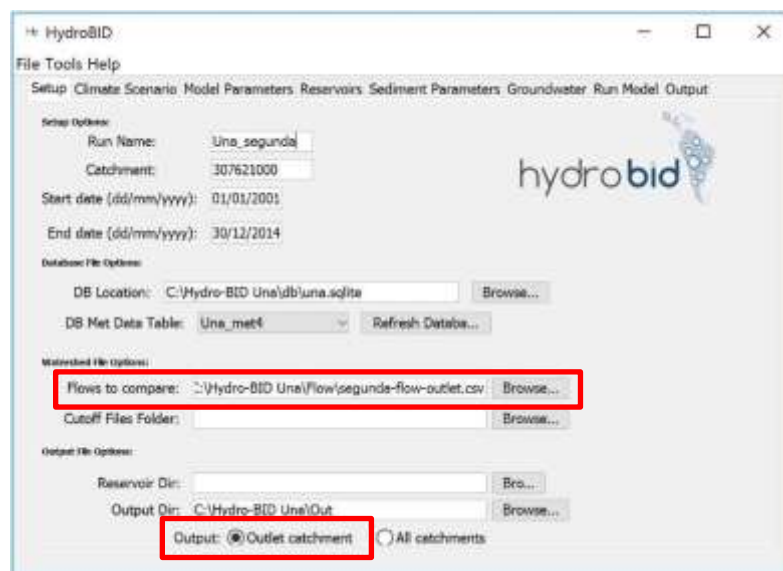 HydroBID
File Tools Help
Setup Climate Scenario Model Parameters Reservoirs Sediment Parameters Groundwater Run Model Output
Setup Options:
Run Name: Una_segunda
Catchment: 307621000
hydrobid
Start date (dd/mm/yyyy): 01/01/2001
End date (dd/mm/yyyy): 30/12/2014
Database File Options:
DB Location: C:\Hydro-BID Una\db\una.sqlite Browse...
DB Met Data Table: Una_met4 Refresh Databa...
Watershed File Options:
Flows to compare: C:\Hydro-BID Una\Flow\segunda-flow-outlet.csv Browse...
Cutoff Files Folder: Browse...
Output File Options:
Reservoir Dir: Bro...
Output Dir: C:\Hydro-BID Una\Out Browse...
Output: Outlet catchment All catchments